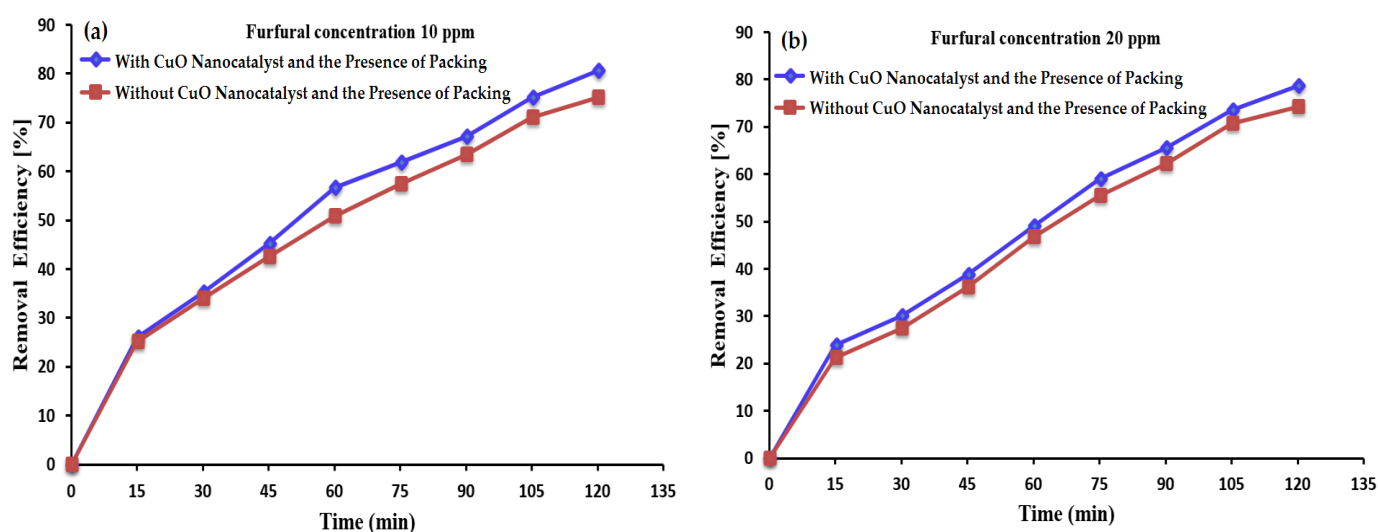 (a)
Furfural concentration 10 ppm
With CuO Nanocatalyst and the Presence of Packing
Without CuO Nanocatalyst and the Presence of Packing
Removal Efficiency [%]
90
80
70
60
50
40
30
20
10
0
0 15 30 45 60 75 90 105 120 135
Time (min)
(b)
Furfural concentration 20 ppm
With CuO Nanocatalyst and the Presence of Packing
Without CuO Nanocatalyst and the Presence of Packing
Removal Efficiency [%]
90
80
70
60
50
40
30
20
10
0
0 15 30 45 60 75 90 105 120 135
Time (min)